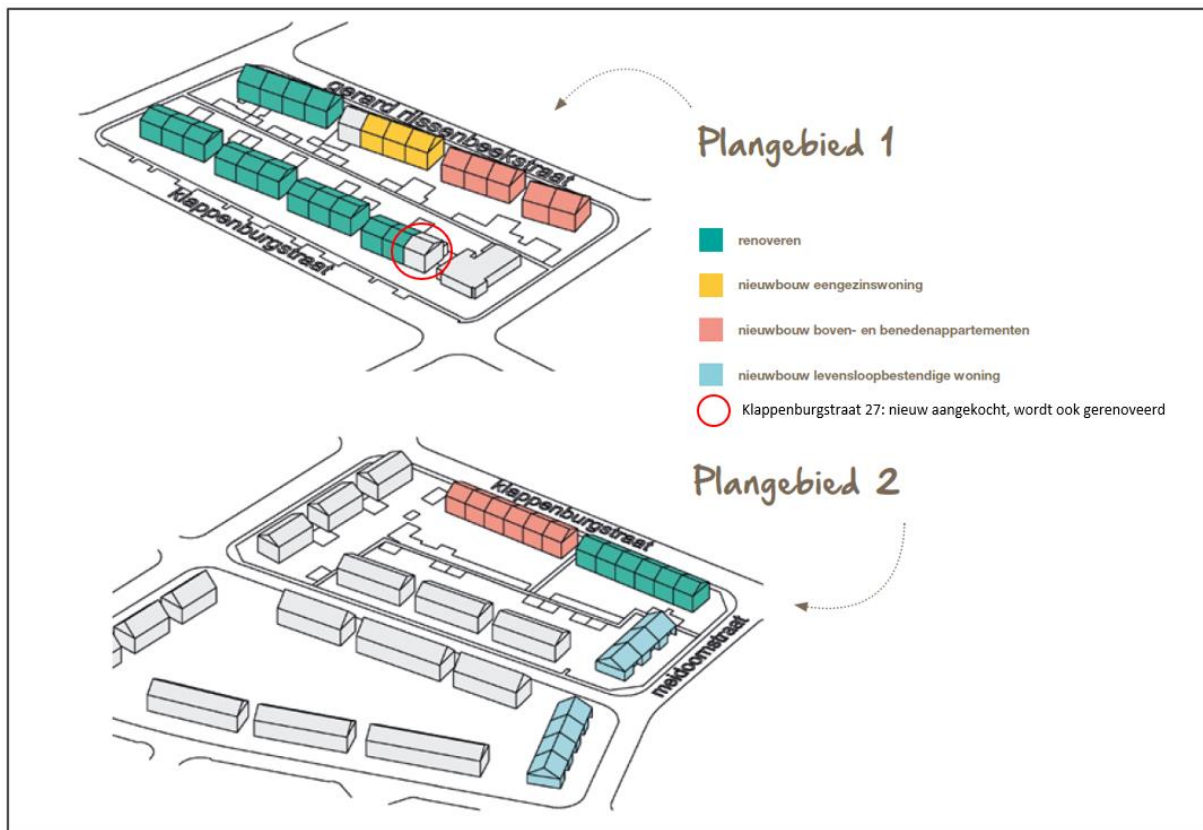 gerard rissenbeekstraat
klappenburgstraat
Plangebied 1
renoveren
nieuwbouw eengezinswoning
nieuwbouw boven- en benedenappartementen
nieuwbouw levensloopbestendige woning
Klappenburgstraat 27: nieuw aangekocht, wordt ook gerenoveerd
Plangebied 2
klappenburgstraat
meidoornstraat